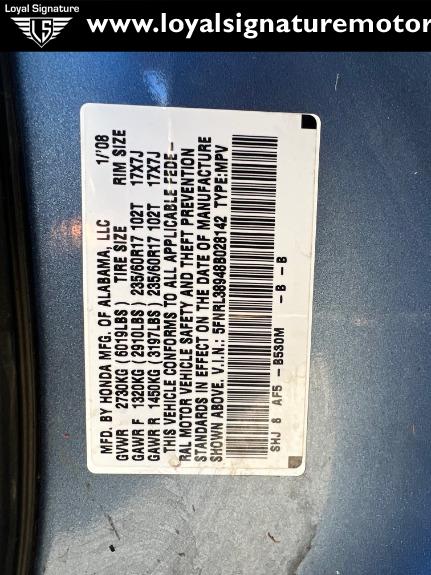 Loyal Signature
LS
www.loyalsignaturemotor
MFD. BY HONDA MFG. OF ALABAMA, LLC 1/'08
GVWR 2730KG (6019LBS) TIRE SIZE RIM SIZE
GAWR F 1320KG (2910LBS) 235/60R17 102T 17X7J
GAWR R 1450KG (3197LBS) 235/60R17 102T 17X7J
THIS VEHICLE CONFORMS TO ALL APPLICABLE FEDE-
RAL MOTOR VEHICLE SAFETY AND THEFT PREVENTION
STANDARDS IN EFFECT ON THE DATE OF MANUFACTURE
SHOWN ABOVE. V.I.N.: 5FNRL38948B028142 TYPE:MPV
SHJ 8 AF5 - B530M - B - B